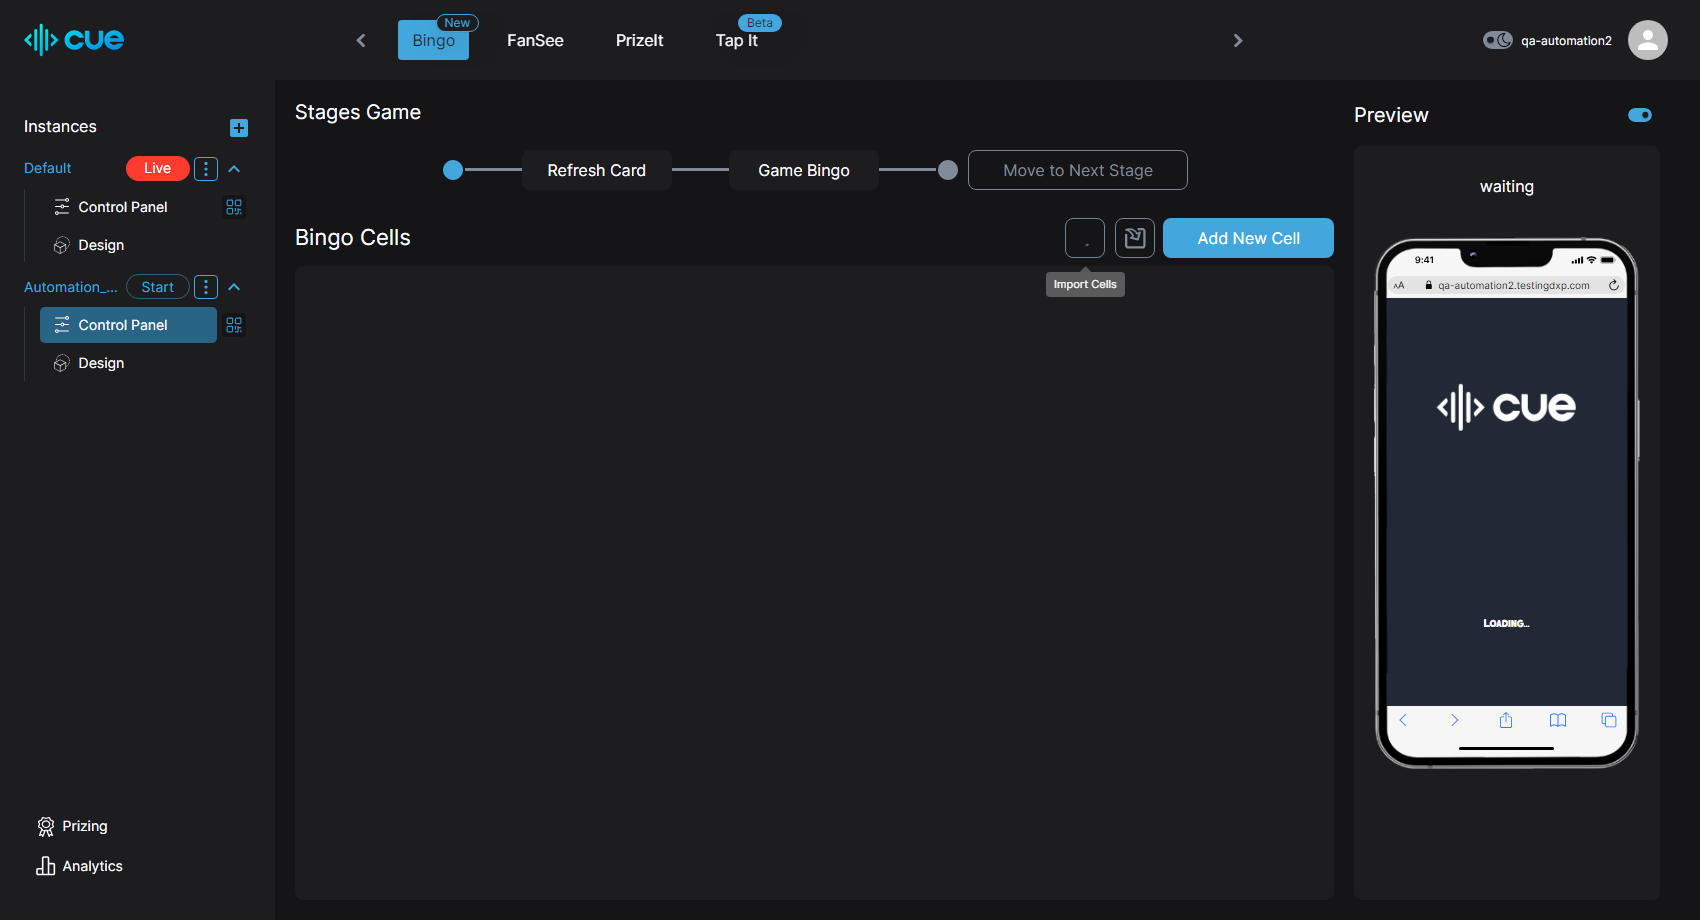 cue
Bingo
New
FanSee
PrizeIt
Tap It
Beta
qa-automation2
Instances
Default
Live
Control Panel
Design
Automation_...
Start
Control Panel
Design
Prizing
Analytics
Stages Game
Refresh Card
Game Bingo
Move to Next Stage
Bingo Cells
Add New Cell
Import Cells
Preview
waiting
9:41
AA
qa-automation2.testingdxp.com
cue
LOADING...